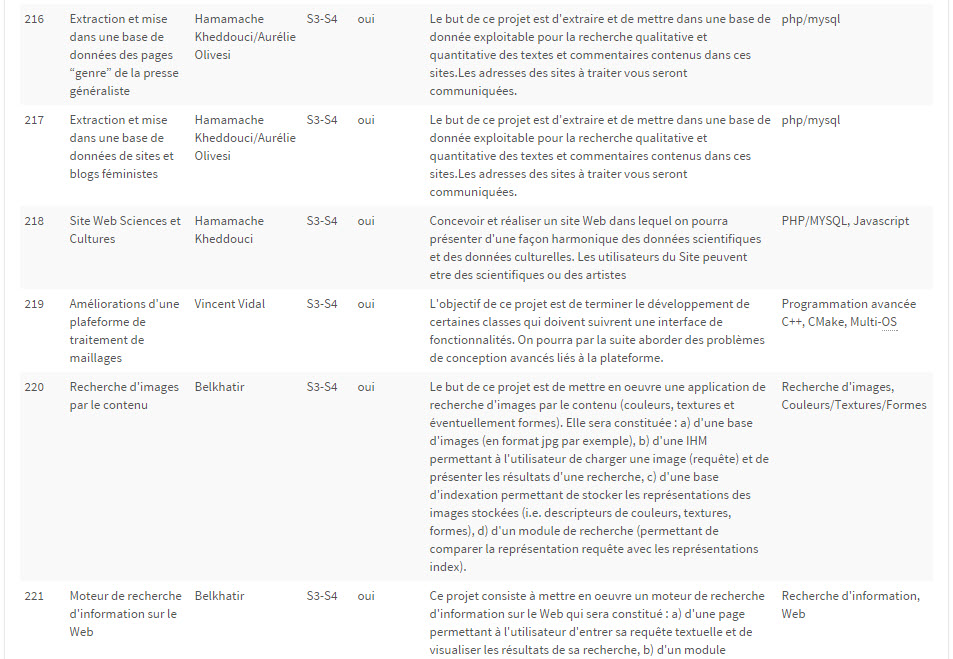 216
Extraction et mise
dans une base de
données des pages
“genre” de la presse
généraliste
Hamamache
Kheddouci/Aurélie
Olivesi
S3-S4
oui
Le but de ce projet est d'extraire et de mettre dans une base de
donnée exploitable pour la recherche qualitative et
quantitative des textes et commentaires contenus dans ces
sites.Les adresses des sites à traiter vous seront
communiquées.
php/mysql
217
Extraction et mise
dans une base de
données de sites et
blogs féministes
Hamamache
Kheddouci/Aurélie
Olivesi
S3-S4
oui
Le but de ce projet est d'extraire et de mettre dans une base de
donnée exploitable pour la recherche qualitative et
quantitative des textes et commentaires contenus dans ces
sites.Les adresses des sites à traiter vous seront
communiquées.
php/mysql
218
Site Web Sciences et
Cultures
Hamamache
Kheddouci
S3-S4
oui
Concevoir et réaliser un site Web dans lequel on pourra
présenter d'une façon harmonique des données scientifiques
et des données culturelles. Les utilisateurs du Site peuvent
etre des scientifiques ou des artistes
PHP/MYSQL, Javascript
219
Améliorations d'une
plafeforme de
traitement de
maillages
Vincent Vidal
S3-S4
oui
L'objectif de ce projet est de terminer le développement de
certaines classes qui doivent suivrent une interface de
fonctionnalités. On pourra par la suite aborder des problèmes
de conception avancés liés à la plateforme.
Programmation avancée
C++, CMake, Multi-OS
220
Recherche d'images
par le contenu
Belkhatir
S3-S4
oui
Le but de ce projet est de mettre en oeuvre une application de
recherche d'images par le contenu (couleurs, textures et
éventuellement formes). Elle sera constituée : a) d'une base
d'images (en format jpg par exemple), b) d'une IHM
permettant à l'utilisateur de charger une image (requête) et de
présenter les résultats d'une recherche, c) d'une base
d'indexation permettant de stocker les représentations des
images stockées (i.e. descripteurs de couleurs, textures,
formes), d) d'un module de recherche (permettant de
comparer la représentation requête avec les représentations
index).
Recherche d'images,
Couleurs/Textures/Formes
221
Moteur de recherche
d'information sur le
Web
Belkhatir
S3-S4
oui
Ce projet consiste à mettre en oeuvre un moteur de recherche
d'information sur le Web qui sera constitué : a) d'une page
permettant à l'utilisateur d'entrer sa requête textuelle et de
visualiser les résultats de sa recherche, b) d'un module
Recherche d'information,
Web